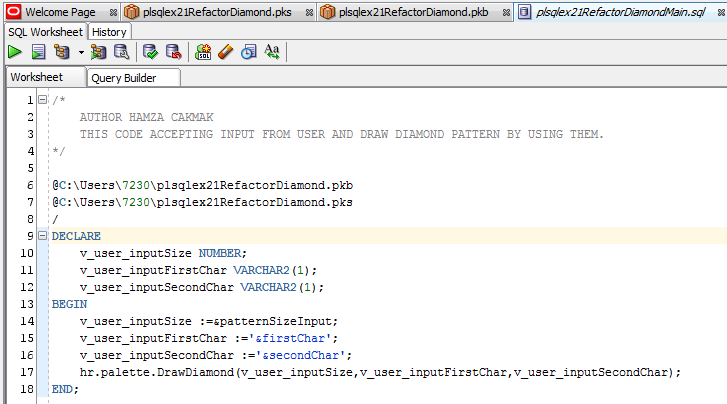 Welcome Page plsqlex21RefactorDiamond.pks plsqlex21RefactorDiamond.pkb plsqlex21RefactorDiamondMain.sql
SQL Worksheet History
Worksheet Query Builder
1 /*
2 AUTHOR HAMZA CAKMAK
3 THIS CODE ACCEPTING INPUT FROM USER AND DRAW DIAMOND PATTERN BY USING THEM.
4 */
5
6 @C:\Users\7230\plsqlex21RefactorDiamond.pkb
7 @C:\Users\7230\plsqlex21RefactorDiamond.pks
8 /
9 DECLARE
10 v_user_inputSize NUMBER;
11 v_user_inputFirstChar VARCHAR2(1);
12 v_user_inputSecondChar VARCHAR2(1);
13 BEGIN
14 v_user_inputSize :=&patternSizeInput;
15 v_user_inputFirstChar :='&firstChar';
16 v_user_inputSecondChar :='&secondChar';
17 hr.palette.DrawDiamond(v_user_inputSize,v_user_inputFirstChar,v_user_inputSecondChar);
18 END;